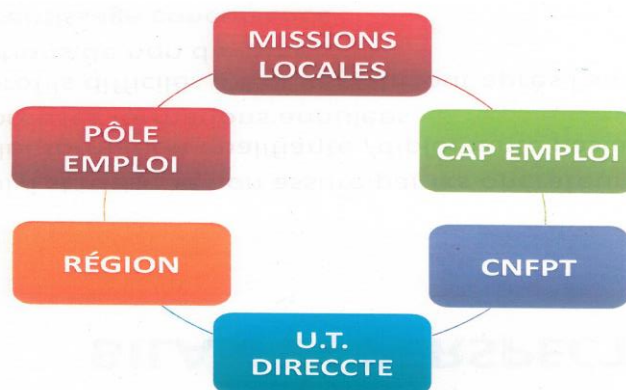 MISSIONS
LOCALES
PÔLE
EMPLOI
CAP EMPLOI
RÉGION
CNFPT
U.T.
DIRECCTE